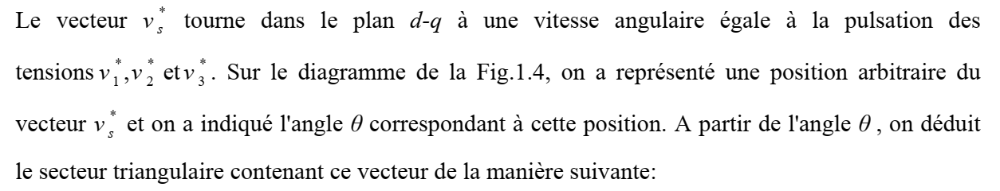 Le vecteur v_s^* tourne dans le plan d-q à une vitesse angulaire égale à la pulsation des
tensions v_1^*,v_2^* et v_3^*. Sur le diagramme de la Fig.1.4, on a représenté une position arbitraire du
vecteur v_s^* et on a indiqué l'angle θ correspondant à cette position. A partir de l'angle θ , on déduit
le secteur triangulaire contenant ce vecteur de la manière suivante: